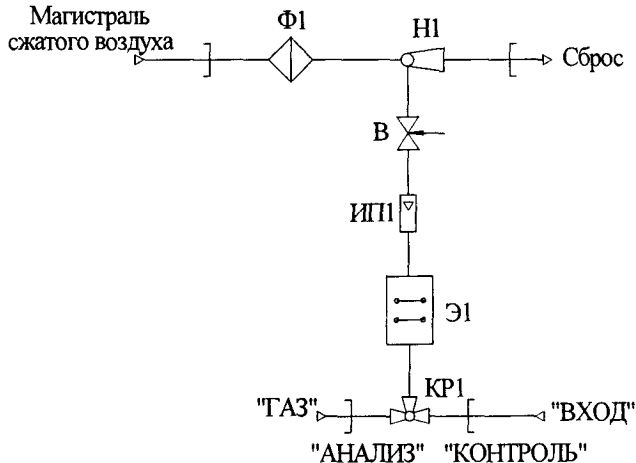 Магистраль
сжатого воздуха
Ф1
Н1
Сброс
В
ИП1
Э1
КР1
"ГАЗ"
"ВХОД"
"АНАЛИЗ"
"КОНТРОЛЬ"